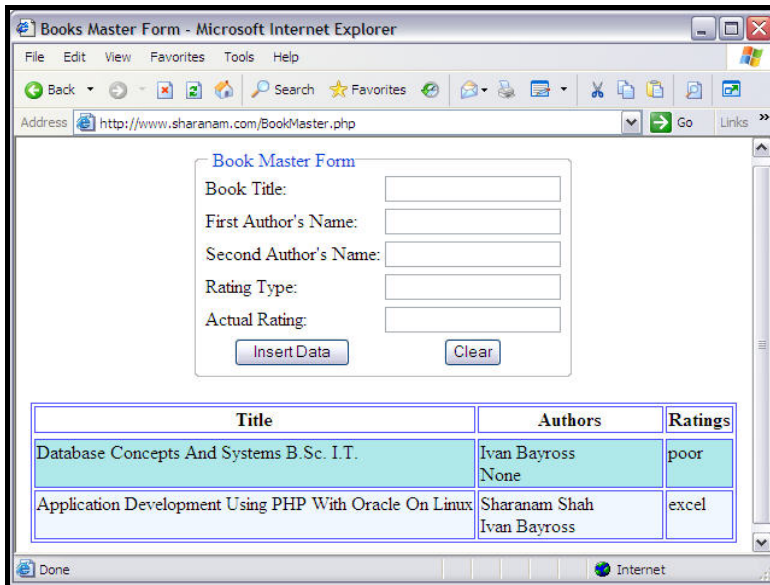 Books Master Form - Microsoft Internet Explorer
File Edit View Favorites Tools Help
Back Search Favorites
Address http://www.sharanam.com/BookMaster.php Go Links »
Book Master Form
Book Title:
First Author's Name:
Second Author's Name:
Rating Type:
Actual Rating:
Insert Data Clear
Title Authors Ratings
Database Concepts And Systems B.Sc. I.T. Ivan Bayross poor
None
Application Development Using PHP With Oracle On Linux Sharanam Shah excel
Ivan Bayross
Done Internet